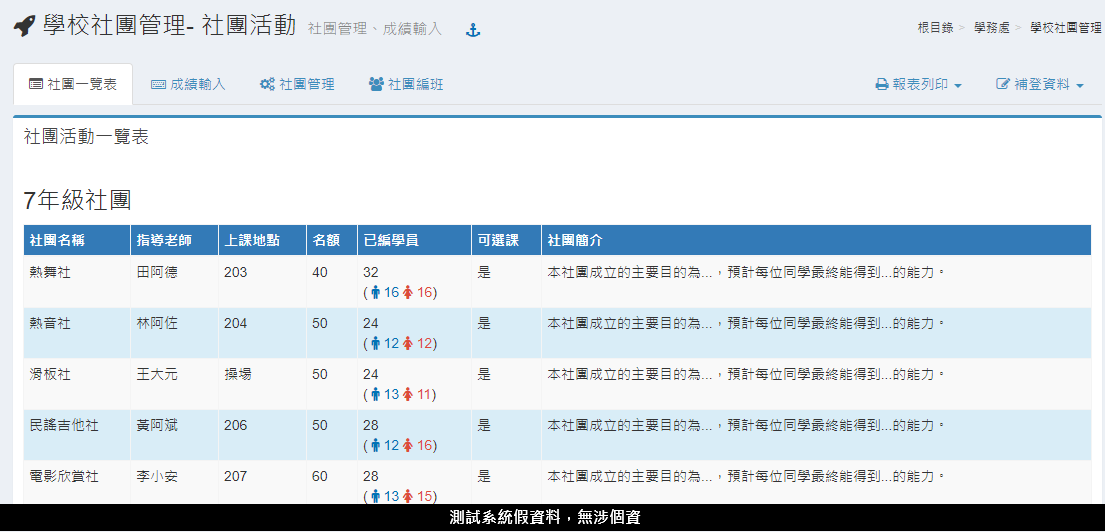 學校社團管理- 社團活動 社團管理、成績輸入
根目錄 > 學務處 > 學校社團管理
社團一覽表 成績輸入 社團管理 社團編班 報表列印 補登資料
社團活動一覽表
7年級社團
社團名稱 指導老師 上課地點 名額 已編學員 可選課 社團簡介
熱舞社 田阿德 203 40 32 是 本社團成立的主要目的為...，預計每位同學最終能得到...的能力。
( 16 16)
熱音社 林阿佐 204 50 24 是 本社團成立的主要目的為...，預計每位同學最終能得到...的能力。
( 12 12)
滑板社 王大元 操場 50 24 是 本社團成立的主要目的為...，預計每位同學最終能得到...的能力。
( 13 11)
民謠吉他社 黃阿斌 206 50 28 是 本社團成立的主要目的為...，預計每位同學最終能得到...的能力。
( 12 16)
電影欣賞社 李小安 207 60 28 是 本社團成立的主要目的為...，預計每位同學最終能得到...的能力。
( 13 15)
測試系統假資料，無涉個資